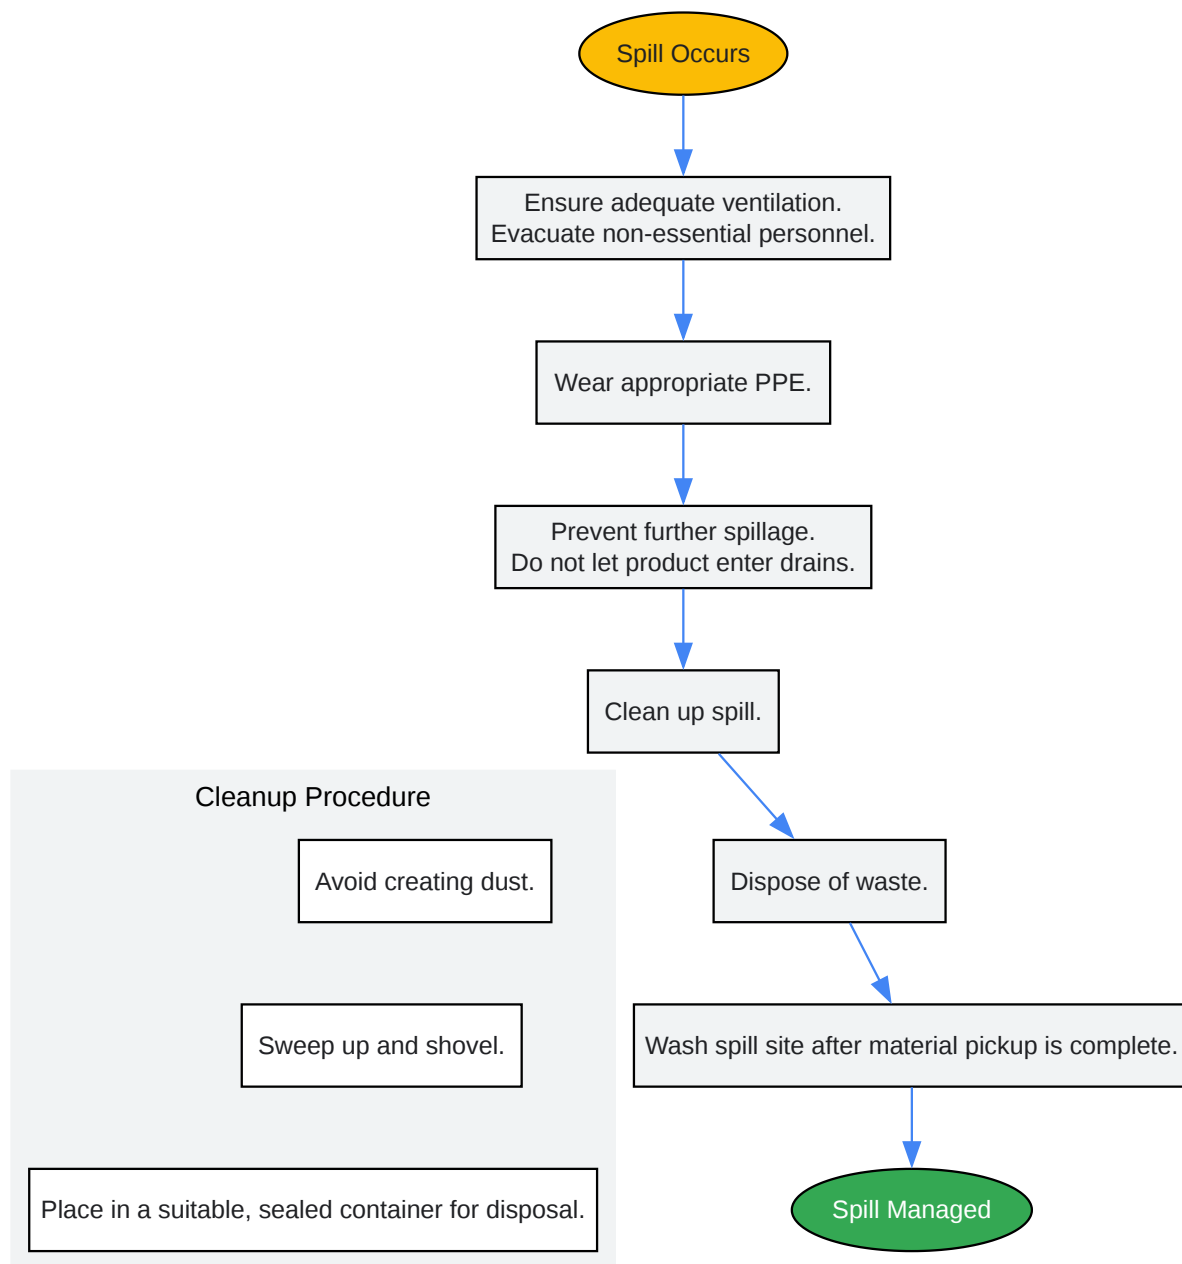 Spill Occurs
Ensure adequate ventilation.
Evacuate non-essential personnel.
Wear appropriate PPE.
Prevent further spillage.
Do not let product enter drains.
Clean up spill.
Cleanup Procedure
Avoid creating dust.
Dispose of waste.
Sweep up and shovel.
Wash spill site after material pickup is complete.
Place in a suitable, sealed container for disposal.
Spill Managed